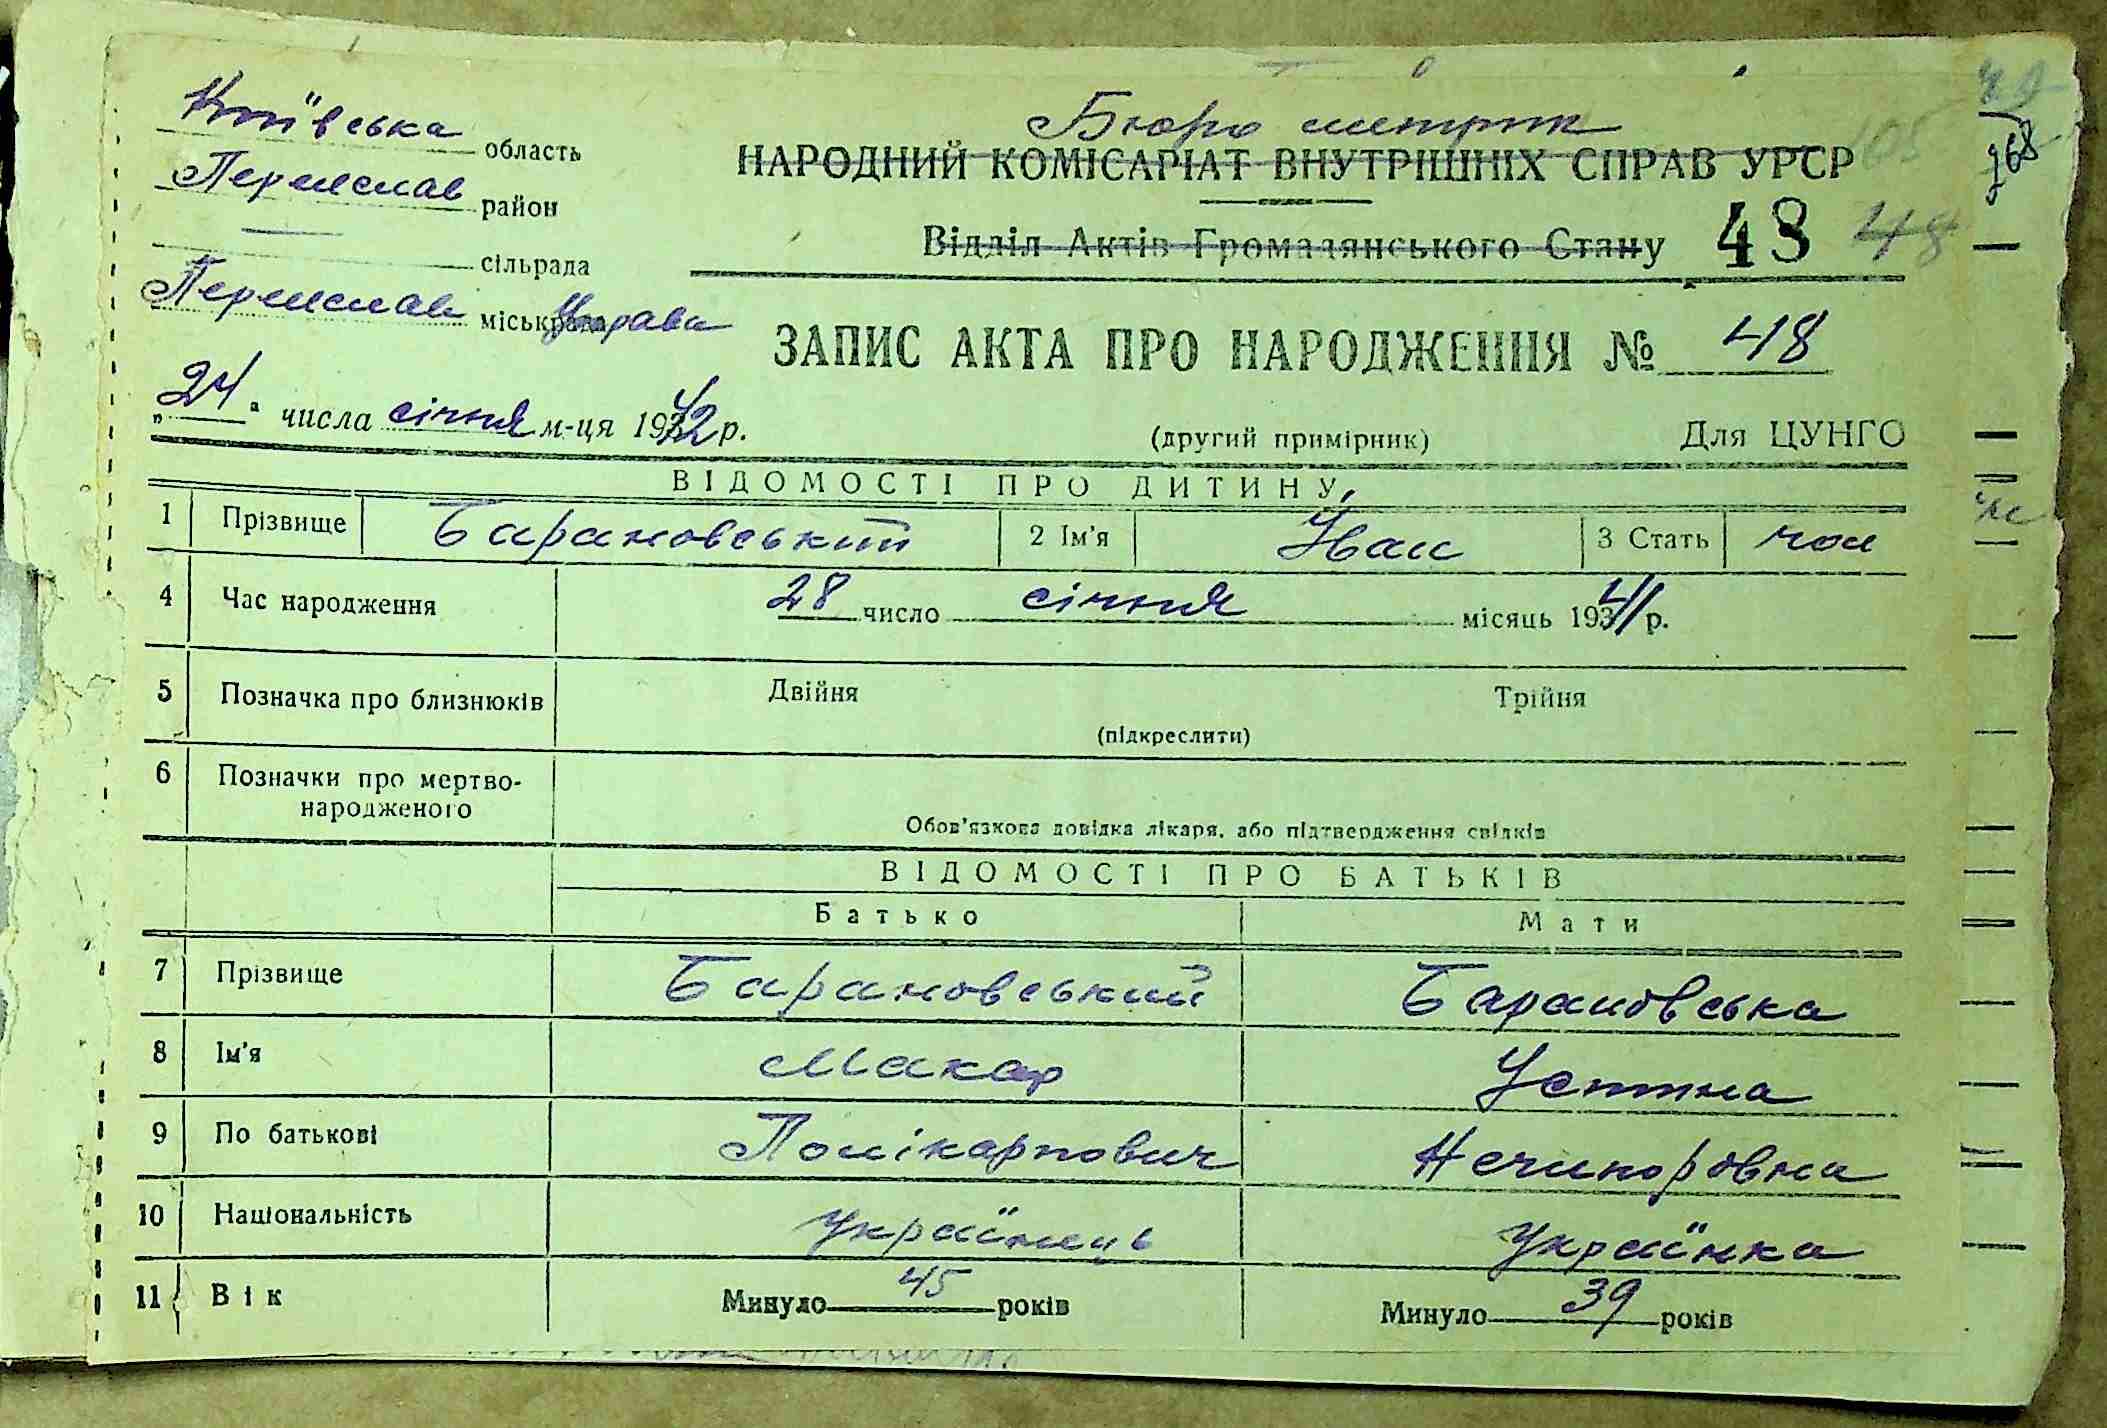 Київська область
Переяслав район
сільрада
Переяслав міськрада Управа
Бюро метрик
НАРОДНИЙ КОМІСАРІАТ ВНУТРІШНІХ СПРАВ УРСР
Відділ Актів Громадянського Стану 48 48
ЗАПИС АКТА ПРО НАРОДЖЕННЯ № 48
„24“ числа січня м-ця 1942 р.
(другий примірник) Для ЦУНГО
ВІДОМОСТІ ПРО ДИТИНУ
1 Прізвище Барановський 2 Ім'я Іван 3 Стать чол
4 Час народження 28 число січня місяць 1941 р.
5 Позначка про близнюків Двійня Трійня
(підкреслити)
6 Позначки про мертво-
народженого
Обов'язкова довідка лікаря, або підтвердження свідків
ВІДОМОСТІ ПРО БАТЬКІВ
Батько Мати
7 Прізвище Барановський Барановська
8 Ім'я Макар Устина
9 По батькові Полікарпович Нечипоровна
10 Національність Українець Українка
11 Вік Минуло 45 років Минуло 39 років